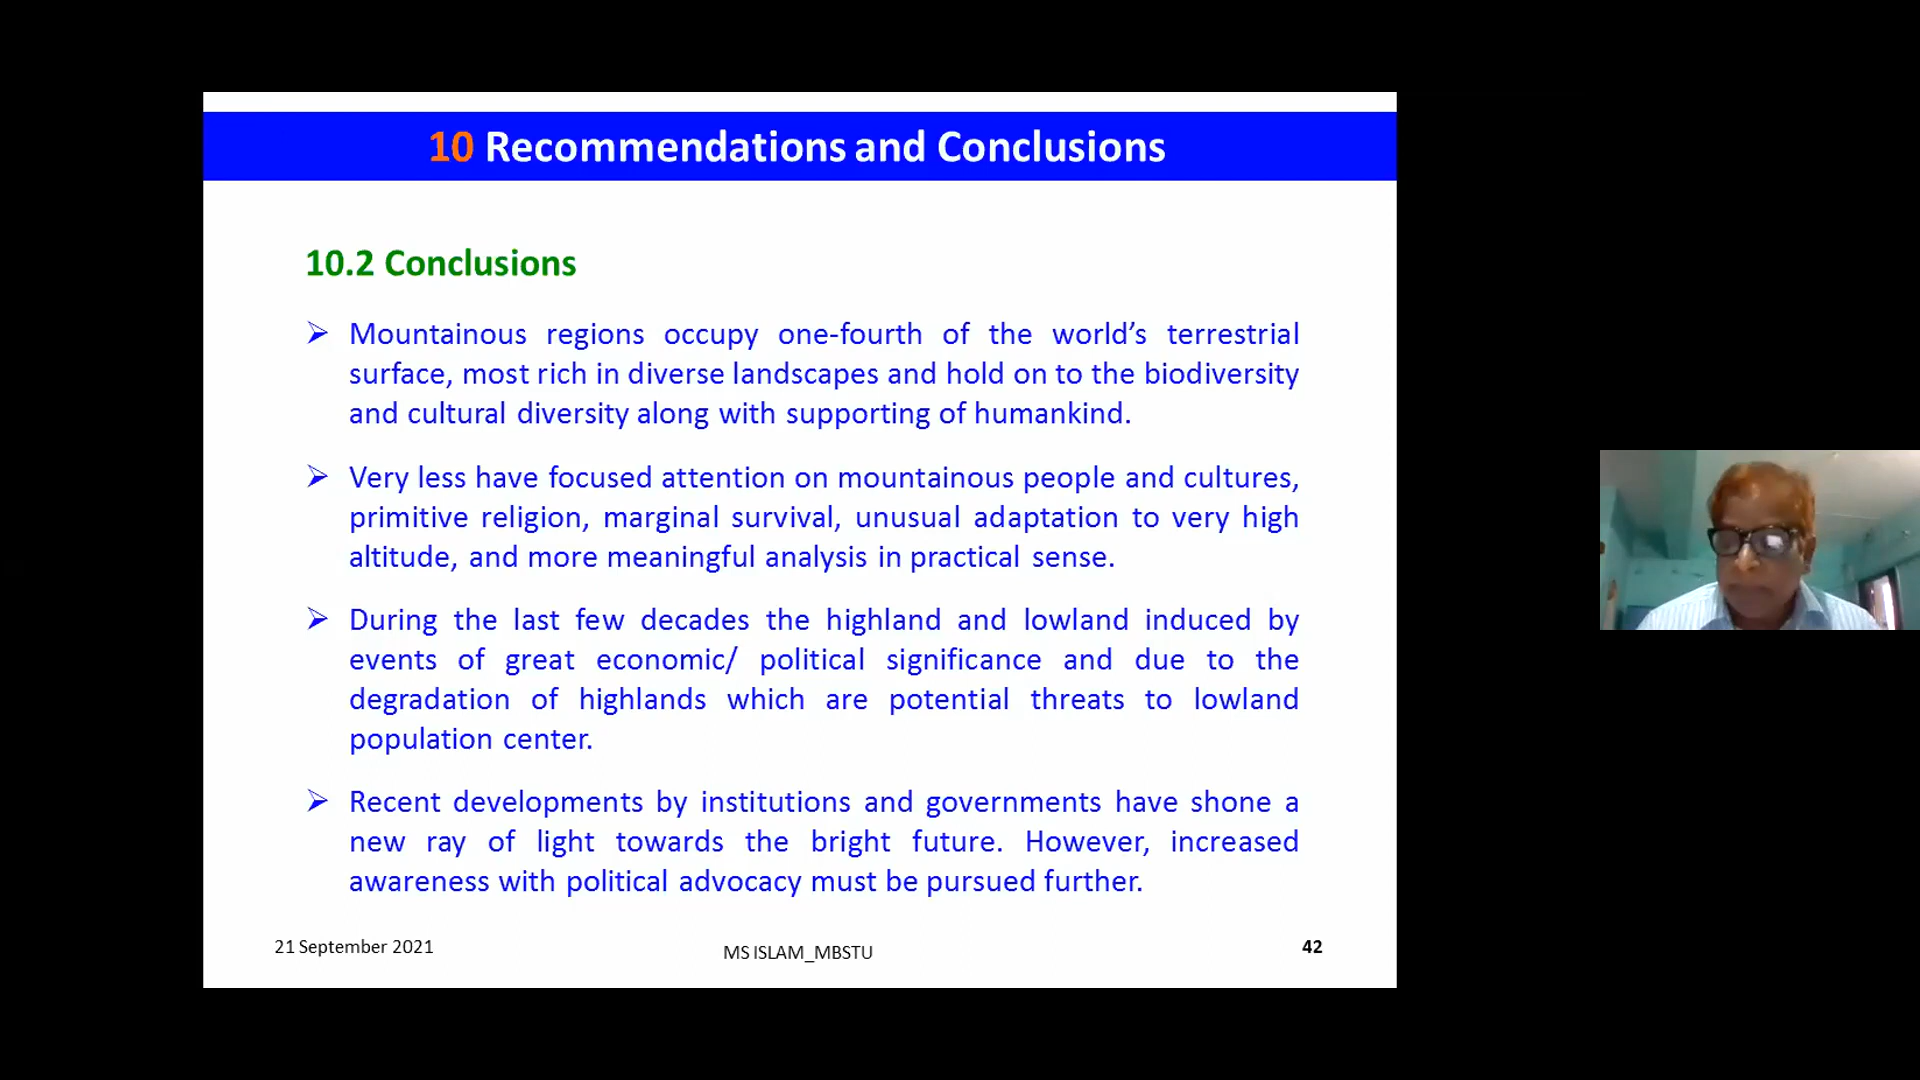 10 Recommendations and Conclusions
10.2 Conclusions
➢ Mountainous regions occupy one-fourth of the world’s terrestrial
surface, most rich in diverse landscapes and hold on to the biodiversity
and cultural diversity along with supporting of humankind.
➢ Very less have focused attention on mountainous people and cultures,
primitive religion, marginal survival, unusual adaptation to very high
altitude, and more meaningful analysis in practical sense.
➢ During the last few decades the highland and lowland induced by
events of great economic/ political significance and due to the
degradation of highlands which are potential threats to lowland
population center.
➢ Recent developments by institutions and governments have shone a
new ray of light towards the bright future. However, increased
awareness with political advocacy must be pursued further.
21 September 2021
MS ISLAM_MBSTU
42